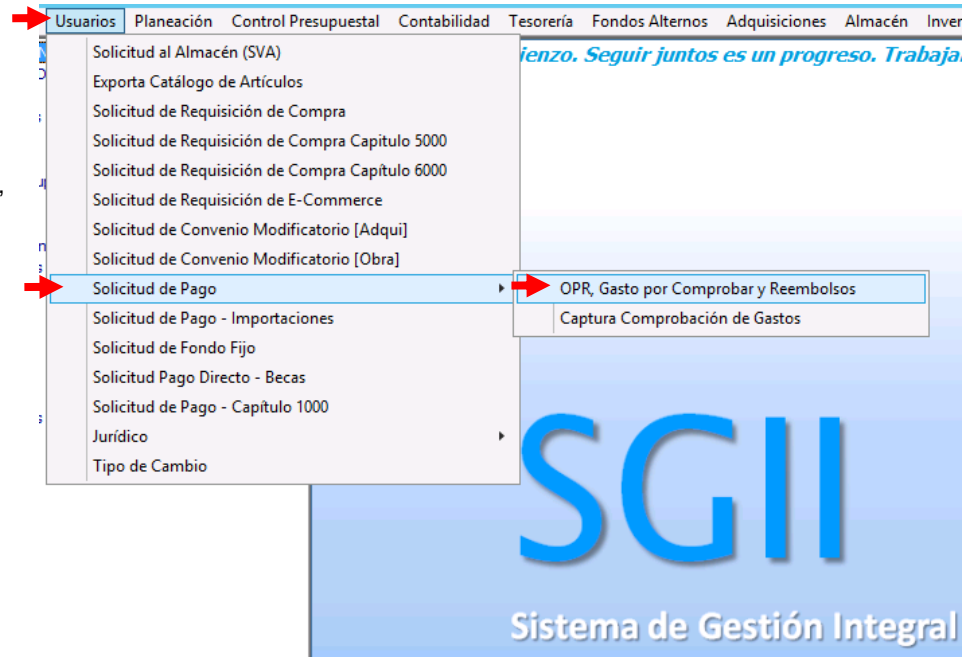 Usuarios Planeación Control Presupuestal Contabilidad Tesorería Fondos Alternos Adquisiciones Almacén
Solicitud al Almacén (SVA)
Seguir juntos es un progreso.
Exporta Catálogo de Artículos
Solicitud de Requisición de Compra
Solicitud de Requisición de Compra Capitulo 5000
Solicitud de Requisición de Compra Capítulo 6000
Solicitud de Requisición de E-Commerce
Solicitud de Convenio Modificatorio [Adqui]
Solicitud de Convenio Modificatorio [Obra]
Solicitud de Pago
OPR, Gasto por Comprobar y Reembolsos
Solicitud de Pago - Importaciones
Captura Comprobación de Gastos
Solicitud de Fondo Fijo
Solicitud Pago Directo - Becas
Solicitud de Pago - Capítulo 1000
Jurídico
Tipo de Cambio
SGII
Sistema de Gestión Integral